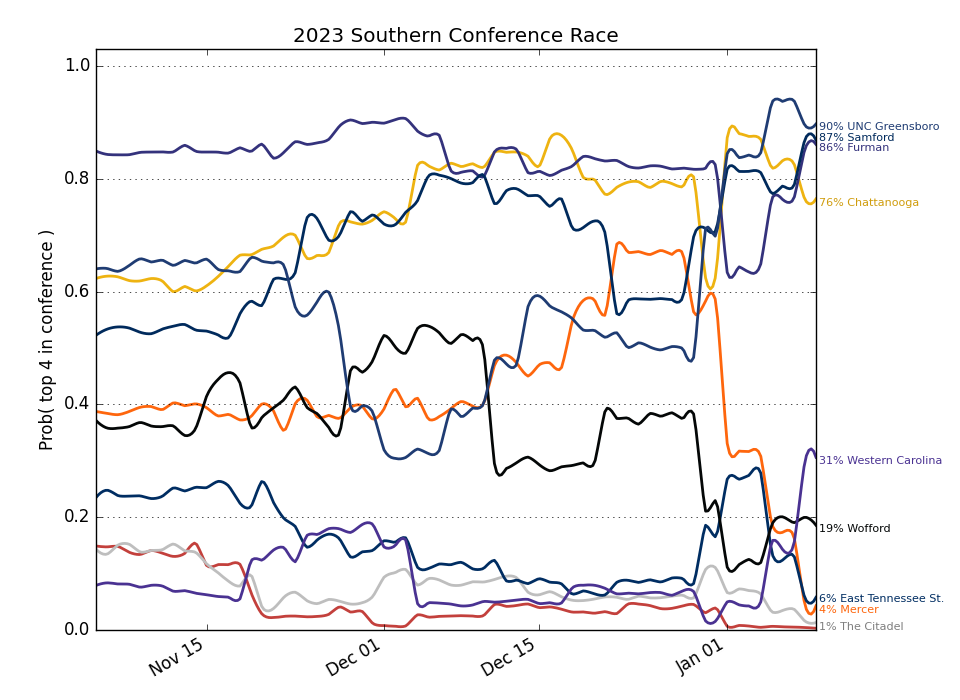 2023 Southern Conference Race
Prob( top 4 in conference )
1.0
0.8
0.6
0.4
0.2
0.0
Nov 15
Dec 01
Dec 15
Jan 01
90% UNC Greensboro
87% Samford
86% Furman
76% Chattanooga
31% Western Carolina
19% Wofford
6% East Tennessee St.
4% Mercer
1% The Citadel